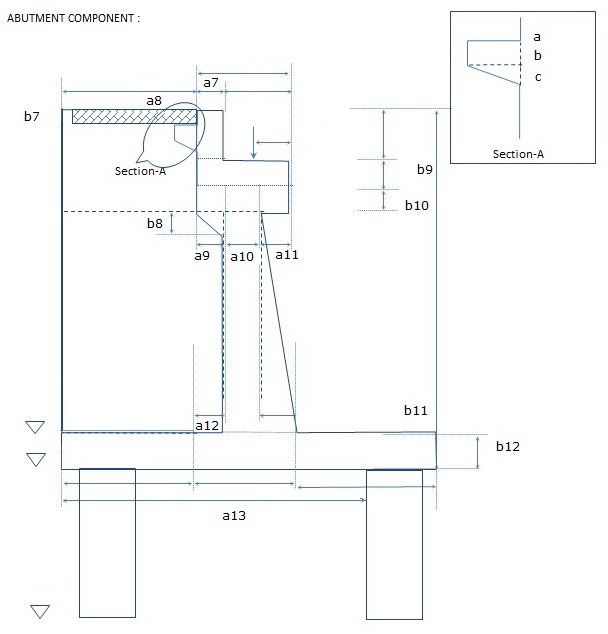 ABUTMENT COMPONENT :
a
b
c
Section-A
a7
a8
b7
Section-A
b9
b10
b8
a9 a10 a11
a12
b11
b12
a13